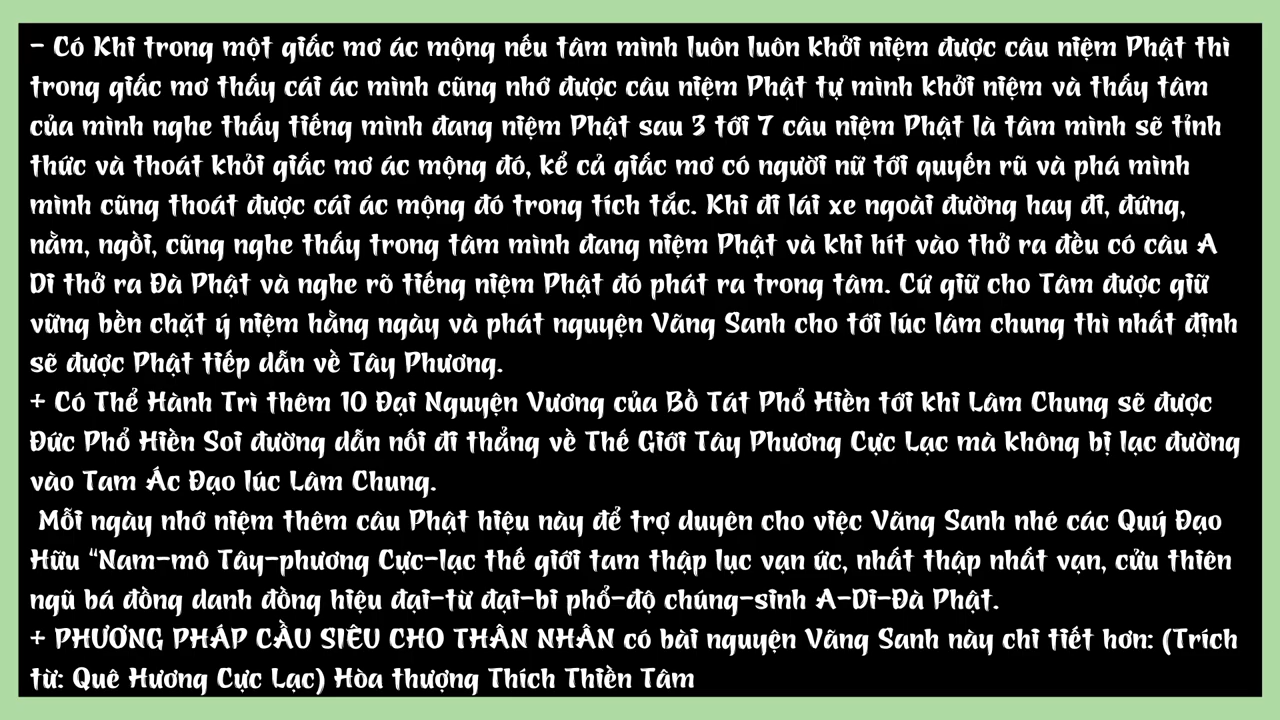 - Có Khi trong một giấc mơ ác mộng nếu tâm mình luôn luôn khởi niệm được câu niệm Phật thì
trong giấc mơ thấy cái ác mình cũng nhớ được câu niệm Phật tự mình khởi niệm và thấy tâm
của mình nghe thấy tiếng mình đang niệm Phật sau 3 tới 7 câu niệm Phật là tâm mình sẽ tỉnh
thức và thoát khỏi giấc mơ ác mộng đó, kể cả giấc mơ có người nữ tới quyến rũ và phá mình
mình cũng thoát được cái ác mộng đó trong tích tắc. Khi đi lái xe ngoài đường hay đi, đứng,
nằm, ngồi, cũng nghe thấy trong tâm mình đang niệm Phật và khi hít vào thở ra đều có câu A
Di thở ra Đà Phật và nghe rõ tiếng niệm Phật đó phát ra trong tâm. Cứ giữ cho Tâm được giữ
vững bền chặt ý niệm hằng ngày và phát nguyện Vãng Sanh cho tới lúc lâm chung thì nhất định
sẽ được Phật tiếp dẫn về Tây Phương.
+ Có Thể Hành Trì thêm 10 Đại Nguyện Vương của Bồ Tát Phổ Hiền tới khi Lâm Chung sẽ được
Đức Phổ Hiền Soi đường dẫn nối đi thẳng về Thế Giới Tây Phương Cực Lạc mà không bị lạc đường
vào Tam Ác Đạo lúc Lâm Chung.
Mỗi ngày nhớ niệm thêm câu Phật hiệu này để trợ duyên cho việc Vãng Sanh nhé các Quý Đạo
Hữu "Nam-mô Tây-phương Cực-lạc thế giới tam thập lục vạn ức, nhất thập nhất vạn, cửu thiên
ngũ bá đồng danh đồng hiệu đại-từ đại-bi phổ-độ chúng-sinh A-Di-Đà Phật.
+ PHƯƠNG PHÁP CẦU SIÊU CHO THÂN NHÂN có bài nguyện Vãng Sanh này chi tiết hơn: (Trích
từ: Quê Hương Cực Lạc) Hòa thượng Thích Thiền Tâm